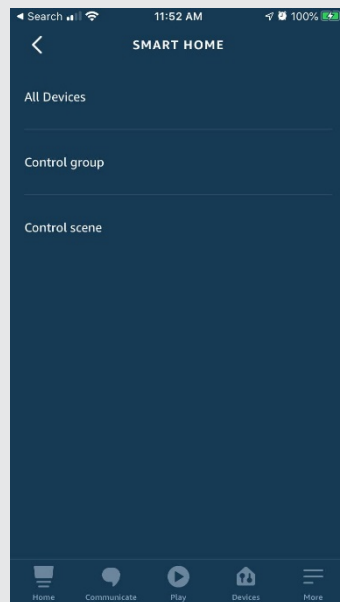 Search 11:52 AM 100%
SMART HOME
All Devices
Control group
Control scene
Home Communicate Play Devices More